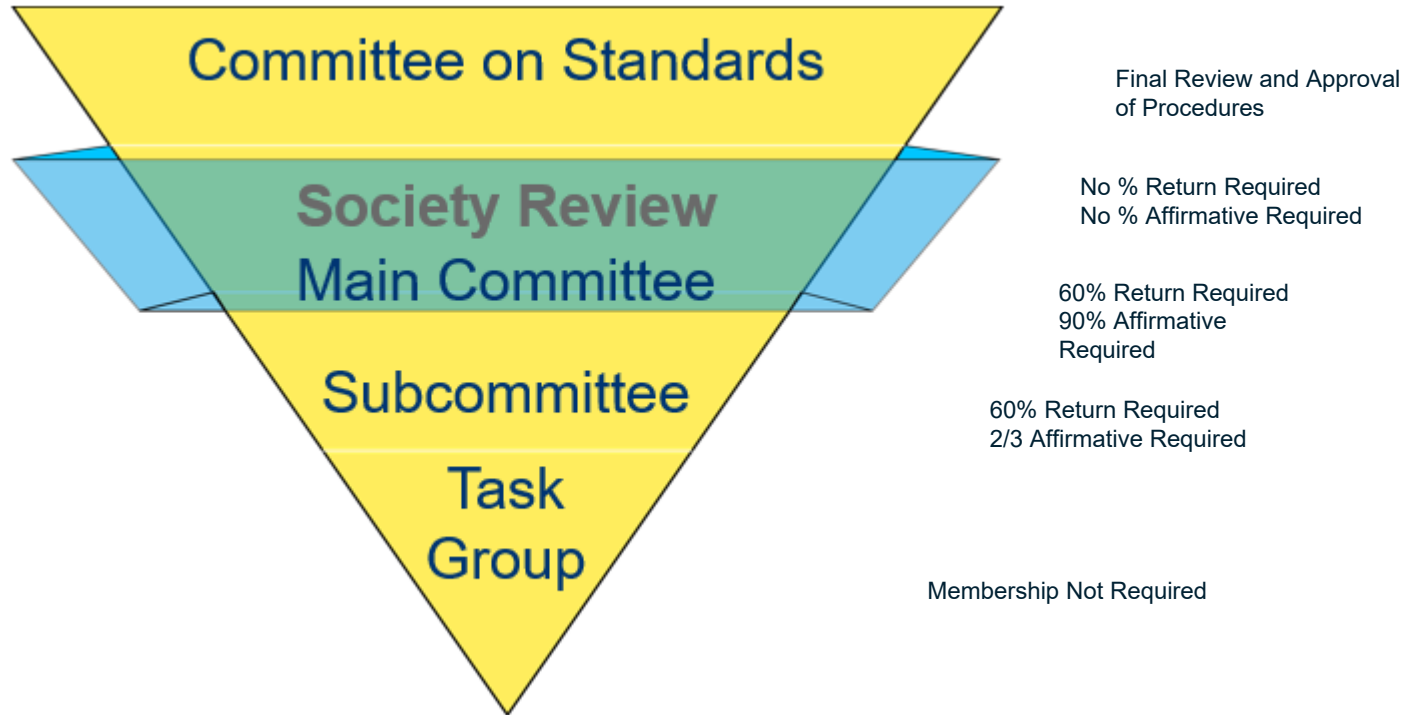 Committee on Standards
Final Review and Approval
of Procedures
Society Review
No % Return Required
No % Affirmative Required
Main Committee
60% Return Required
90% Affirmative
Required
Subcommittee
60% Return Required
2/3 Affirmative Required
Task
Group
Membership Not Required